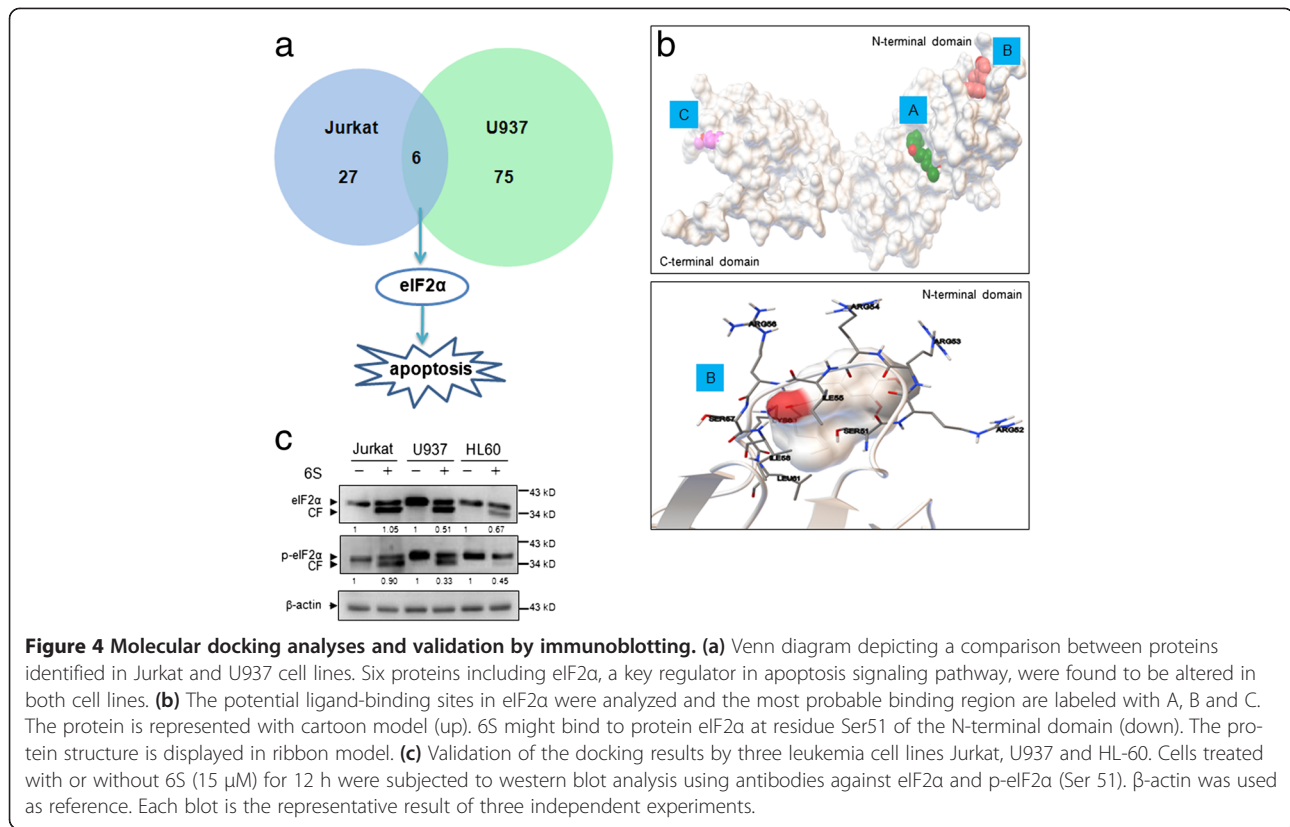 a
Jurkat
U937
6
27
75
eIF2α
apoptosis
b
N-terminal domain
B
A
C
C-terminal domain
N-terminal domain
ARG54
ARG56
ARG53
B
ILE55
SER57
SER51
ARG52
ILE58
LEU61
c
Jurkat U937 HL60
6S − + − + − +
eIF2α
43 kD
CF
34 kD
1 1.05 1 0.51 1 0.67
43 kD
p-eIF2α
CF
34 kD
1 0.90 1 0.33 1 0.45
β-actin
43 kD
Figure 4 Molecular docking analyses and validation by immunoblotting. (a) Venn diagram depicting a comparison between proteins
identified in Jurkat and U937 cell lines. Six proteins including eIF2α, a key regulator in apoptosis signaling pathway, were found to be altered in
both cell lines. (b) The potential ligand-binding sites in eIF2α were analyzed and the most probable binding region are labeled with A, B and C.
The protein is represented with cartoon model (up). 6S might bind to protein eIF2α at residue Ser51 of the N-terminal domain (down). The pro-
tein structure is displayed in ribbon model. (c) Validation of the docking results by three leukemia cell lines Jurkat, U937 and HL-60. Cells treated
with or without 6S (15 μM) for 12 h were subjected to western blot analysis using antibodies against eIF2α and p-eIF2α (Ser 51). β-actin was used
as reference. Each blot is the representative result of three independent experiments.